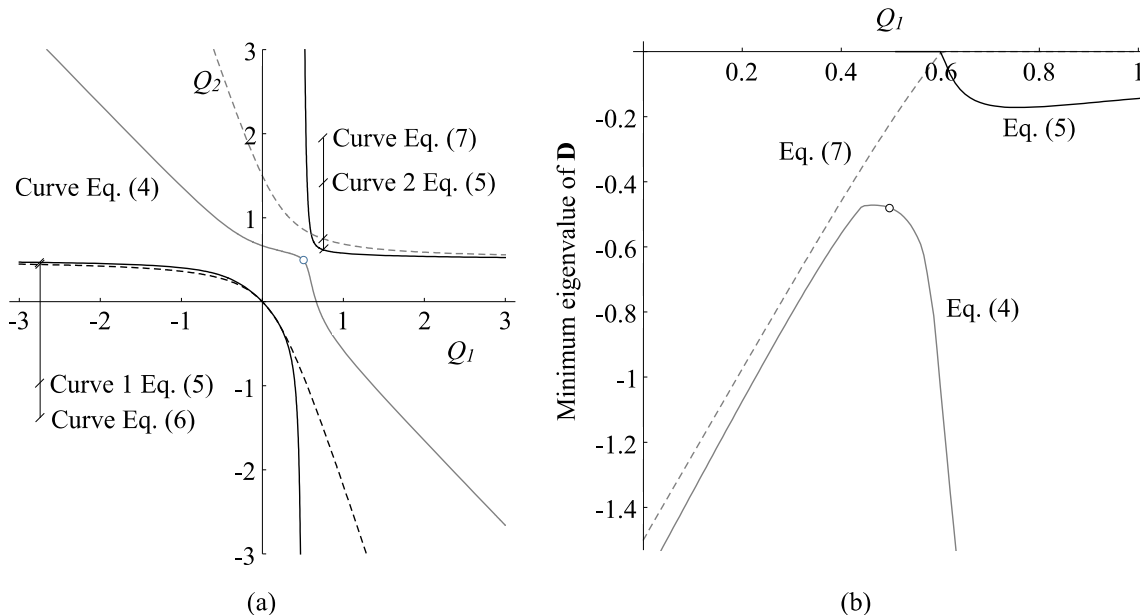 3
Q2
2
Curve Eq. (7)
Curve 2 Eq. (5)
Curve Eq. (4)
1
-3 -2 -1 1 2 3
Q1
-1
Curve 1 Eq. (5)
Curve Eq. (6)
-2
-3
(a)
Q1
0.2 0.4 0.6 0.8 1
-0.2
Eq. (5)
Eq. (7)
-0.4
-0.6
Eq. (4)
-0.8
-1
-1.2
-1.4
Minimum eigenvalue of D
(b)